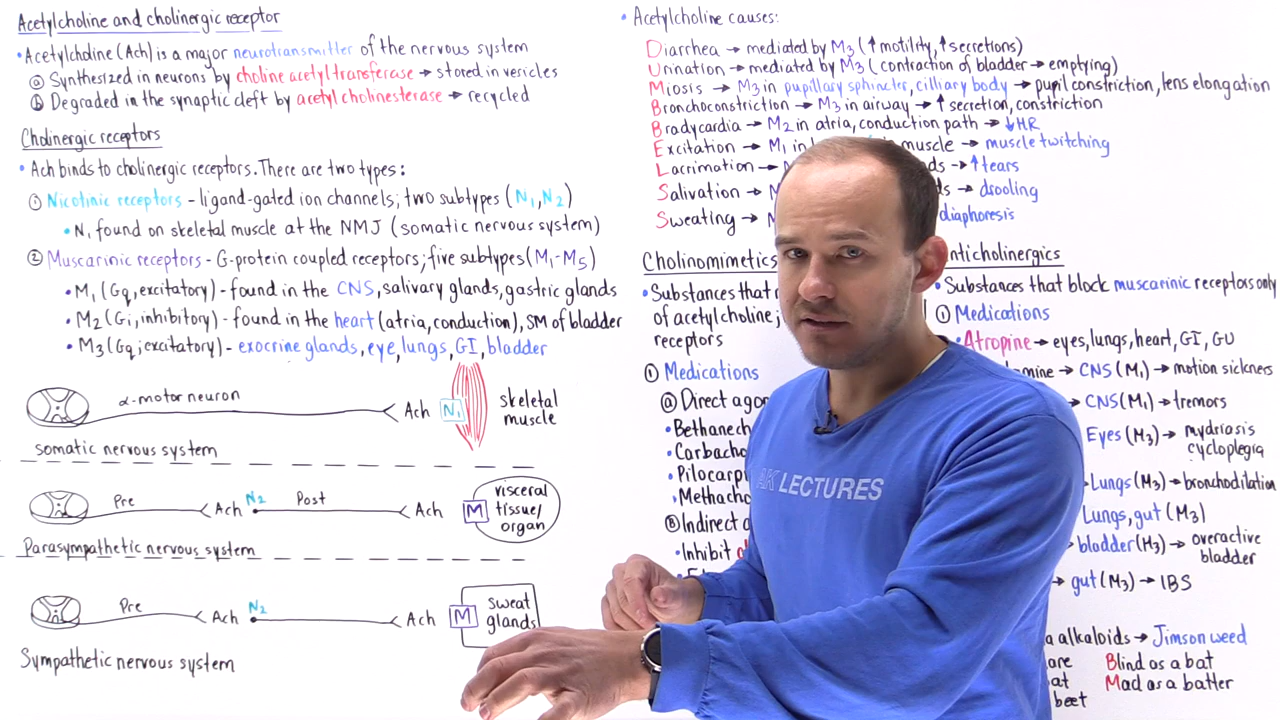 Acetylcholine and cholinergic receptor
• Acetylcholine (Ach) is a major neurotransmitter of the nervous system
ⓐ Synthesized in neurons by choline acetyltransferase → stored in vesicles
ⓑ Degraded in the synaptic cleft by acetyl cholinesterase → recycled
Cholinergic receptors
• Ach binds to cholinergic receptors. There are two types:
① Nicotinic receptors - ligand-gated ion channels; two subtypes (N₁, N₂)
• N₁ found on skeletal muscle at the NMJ (somatic nervous system)
② Muscarinic receptors - G-protein coupled receptors; five subtypes (M₁-M₅)
• M₁ (Gq, excitatory) - found in the CNS, salivary glands, gastric glands
• M₂ (Gi, inhibitory) - found in the heart (atria, conduction), SM of bladder
• M₃ (Gq; excitatory) - exocrine glands, eye, lungs, GI, bladder
α-motor neuron
Ach N₁ skeletal muscle
somatic nervous system
Pre Ach N₂ Post Ach M visceral tissue/ organ
Parasympathetic nervous system
Pre Ach N₂ Ach M sweat glands
Sympathetic nervous system
• Acetylcholine causes:
Diarrhea → mediated by M₃ (↑ motility, ↑ secretions)
Urination → mediated by M₃ (contraction of bladder → emptying)
Miosis → M₃ in pupillary sphincter, cilliary body → pupil constriction, lens elongation
Bronchoconstriction → M₃ in airway → ↑ secretion, constriction
Bradycardia → M₂ in atria, conduction path → ↓HR
Excitation → M₁ in muscle → muscle twitching
Lacrimation → → ↑ tears
Salivation → → drooling
Sweating → diaphoresis
Cholinomimetics
• Substances that
of acetylcholine;
receptors
① Medications
ⓐ Direct
• Pilocarpi
Ⓑ Indirect
• Inhibit
• Substances that block muscarinic receptors only
① Medications
• Atropine → eyes, lungs, heart, GI, GU
→ CNS (M₁) → motion sickness
→ CNS (M₁) → tremors
Eyes (M₃) → mydriasis
cycloplegia
Lungs (M₃) → bronchodilation
Lungs, gut (M₃)
bladder (M₃) → overactive
bladder
→ gut (M₃) → IBS
alkaloids → Jimson weed
Blind as a bat
Mad as a hatter
beet
AK LECTURES